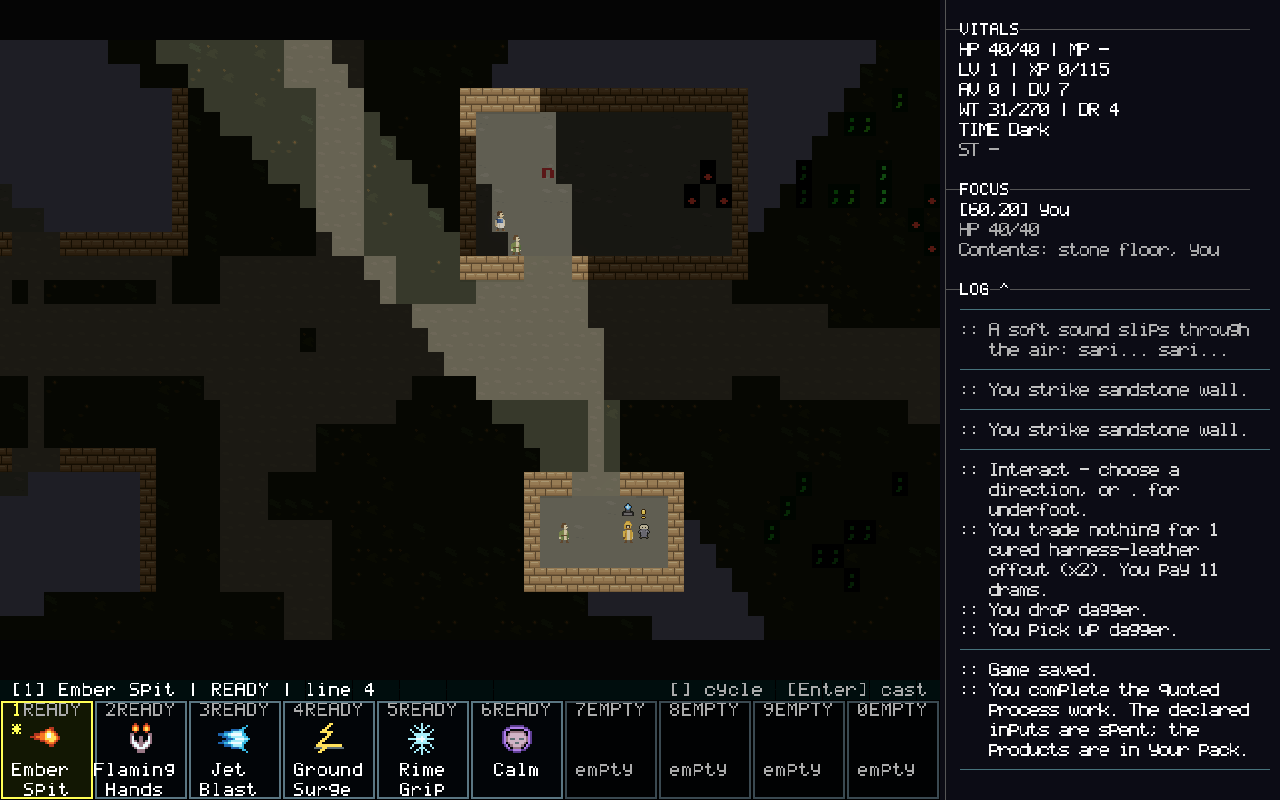 VITALS
HP 40/40 | MP -
LV 1 | XP 0/115
AV 0 | DV 7
WT 31/270 | DR 4
TIME Dark
ST -
FOCUS
[60,20] You
HP 40/40
Contents: stone floor, you
LOG ^
:: A soft sound slips through
the air: sari... sari...
:: You strike sandstone wall.
:: You strike sandstone wall.
:: Interact - choose a
direction, or . for
underfoot.
:: You trade nothing for 1
cured harness-leather
offcut (x2). You pay 11
drams.
:: You drop dagger.
:: You pick up dagger.
:: Game saved.
:: You complete the quoted
process work. The declared
inputs are spent; the
products are in your pack.
[1] Ember Spit | READY | line 4
[] cycle [Enter] cast
1READY 2READY 3READY 4READY 5READY 6READY 7EMPTY 8EMPTY 9EMPTY 0EMPTY
*
Ember Flaming Jet Ground Rime Calm empty empty empty empty
Spit Hands Blast Surge Grip